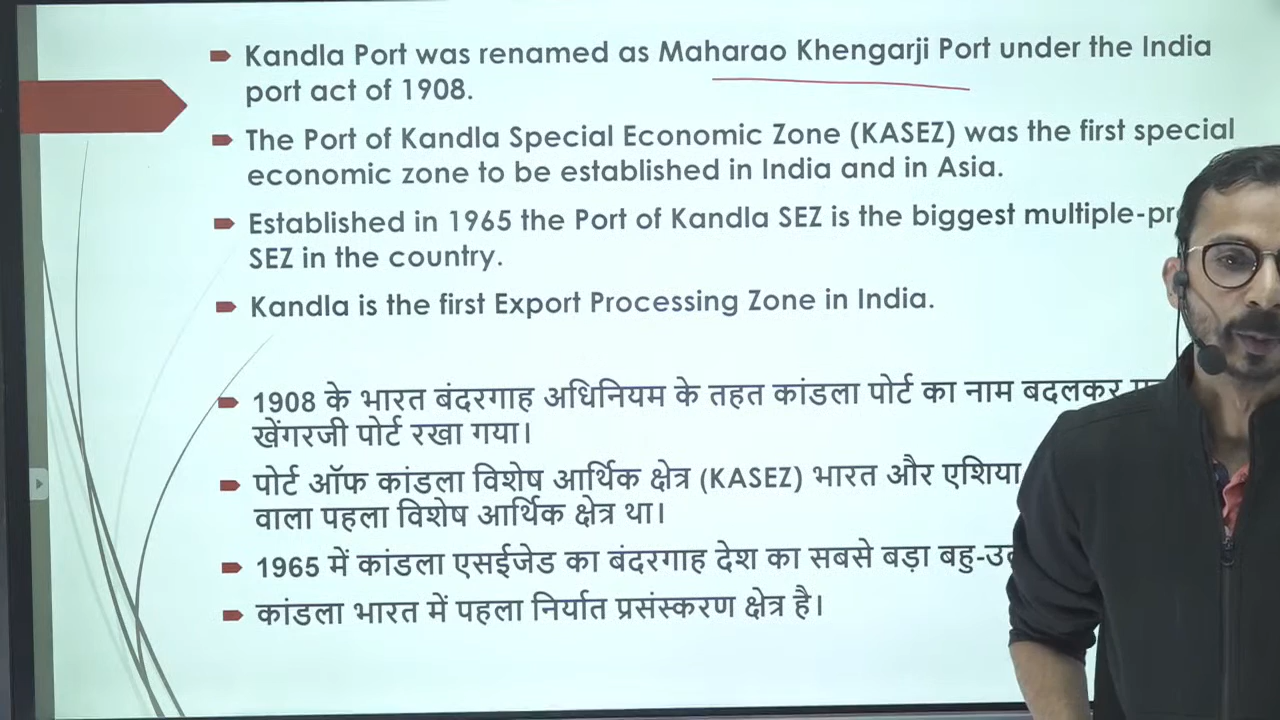 Kandla Port was renamed as Maharao Khengarji Port under the India
port act of 1908.
The Port of Kandla Special Economic Zone (KASEZ) was the first special
economic zone to be established in India and in Asia.
Established in 1965 the Port of Kandla SEZ is the biggest multiple-
SEZ in the country.
Kandla is the first Export Processing Zone in India.
1908 के भारत बंदरगाह अधिनियम के तहत कांडला पोर्ट का नाम बदलकर
खेंगरजी पोर्ट रखा गया।
पोर्ट ऑफ कांडला विशेष आर्थिक क्षेत्र (KASEZ) भारत और एशिया
वाला पहला विशेष आर्थिक क्षेत्र था।
1965 में कांडला एसईजेड का बंदरगाह देश का सबसे बड़ा बहु-
कांडला भारत में पहला निर्यात प्रसंस्करण क्षेत्र है।